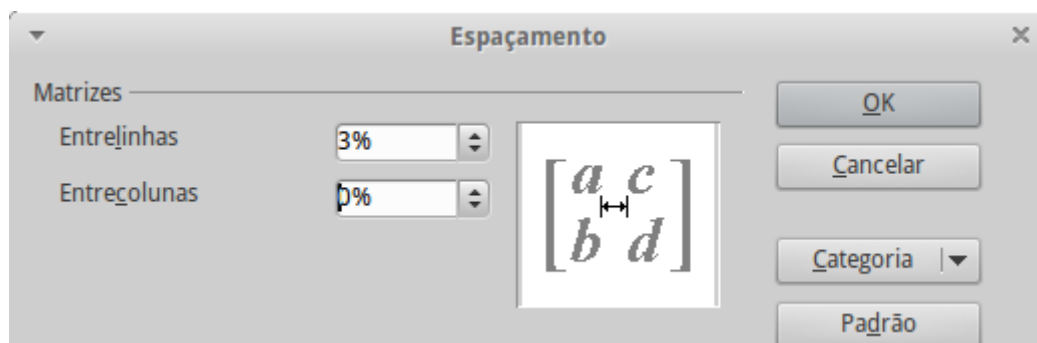 Espaçamento
Matrizes
Entrelinhas 3%
Entrecolunas 0%
a c
b d
OK
Cancelar
Categoria
Padrão